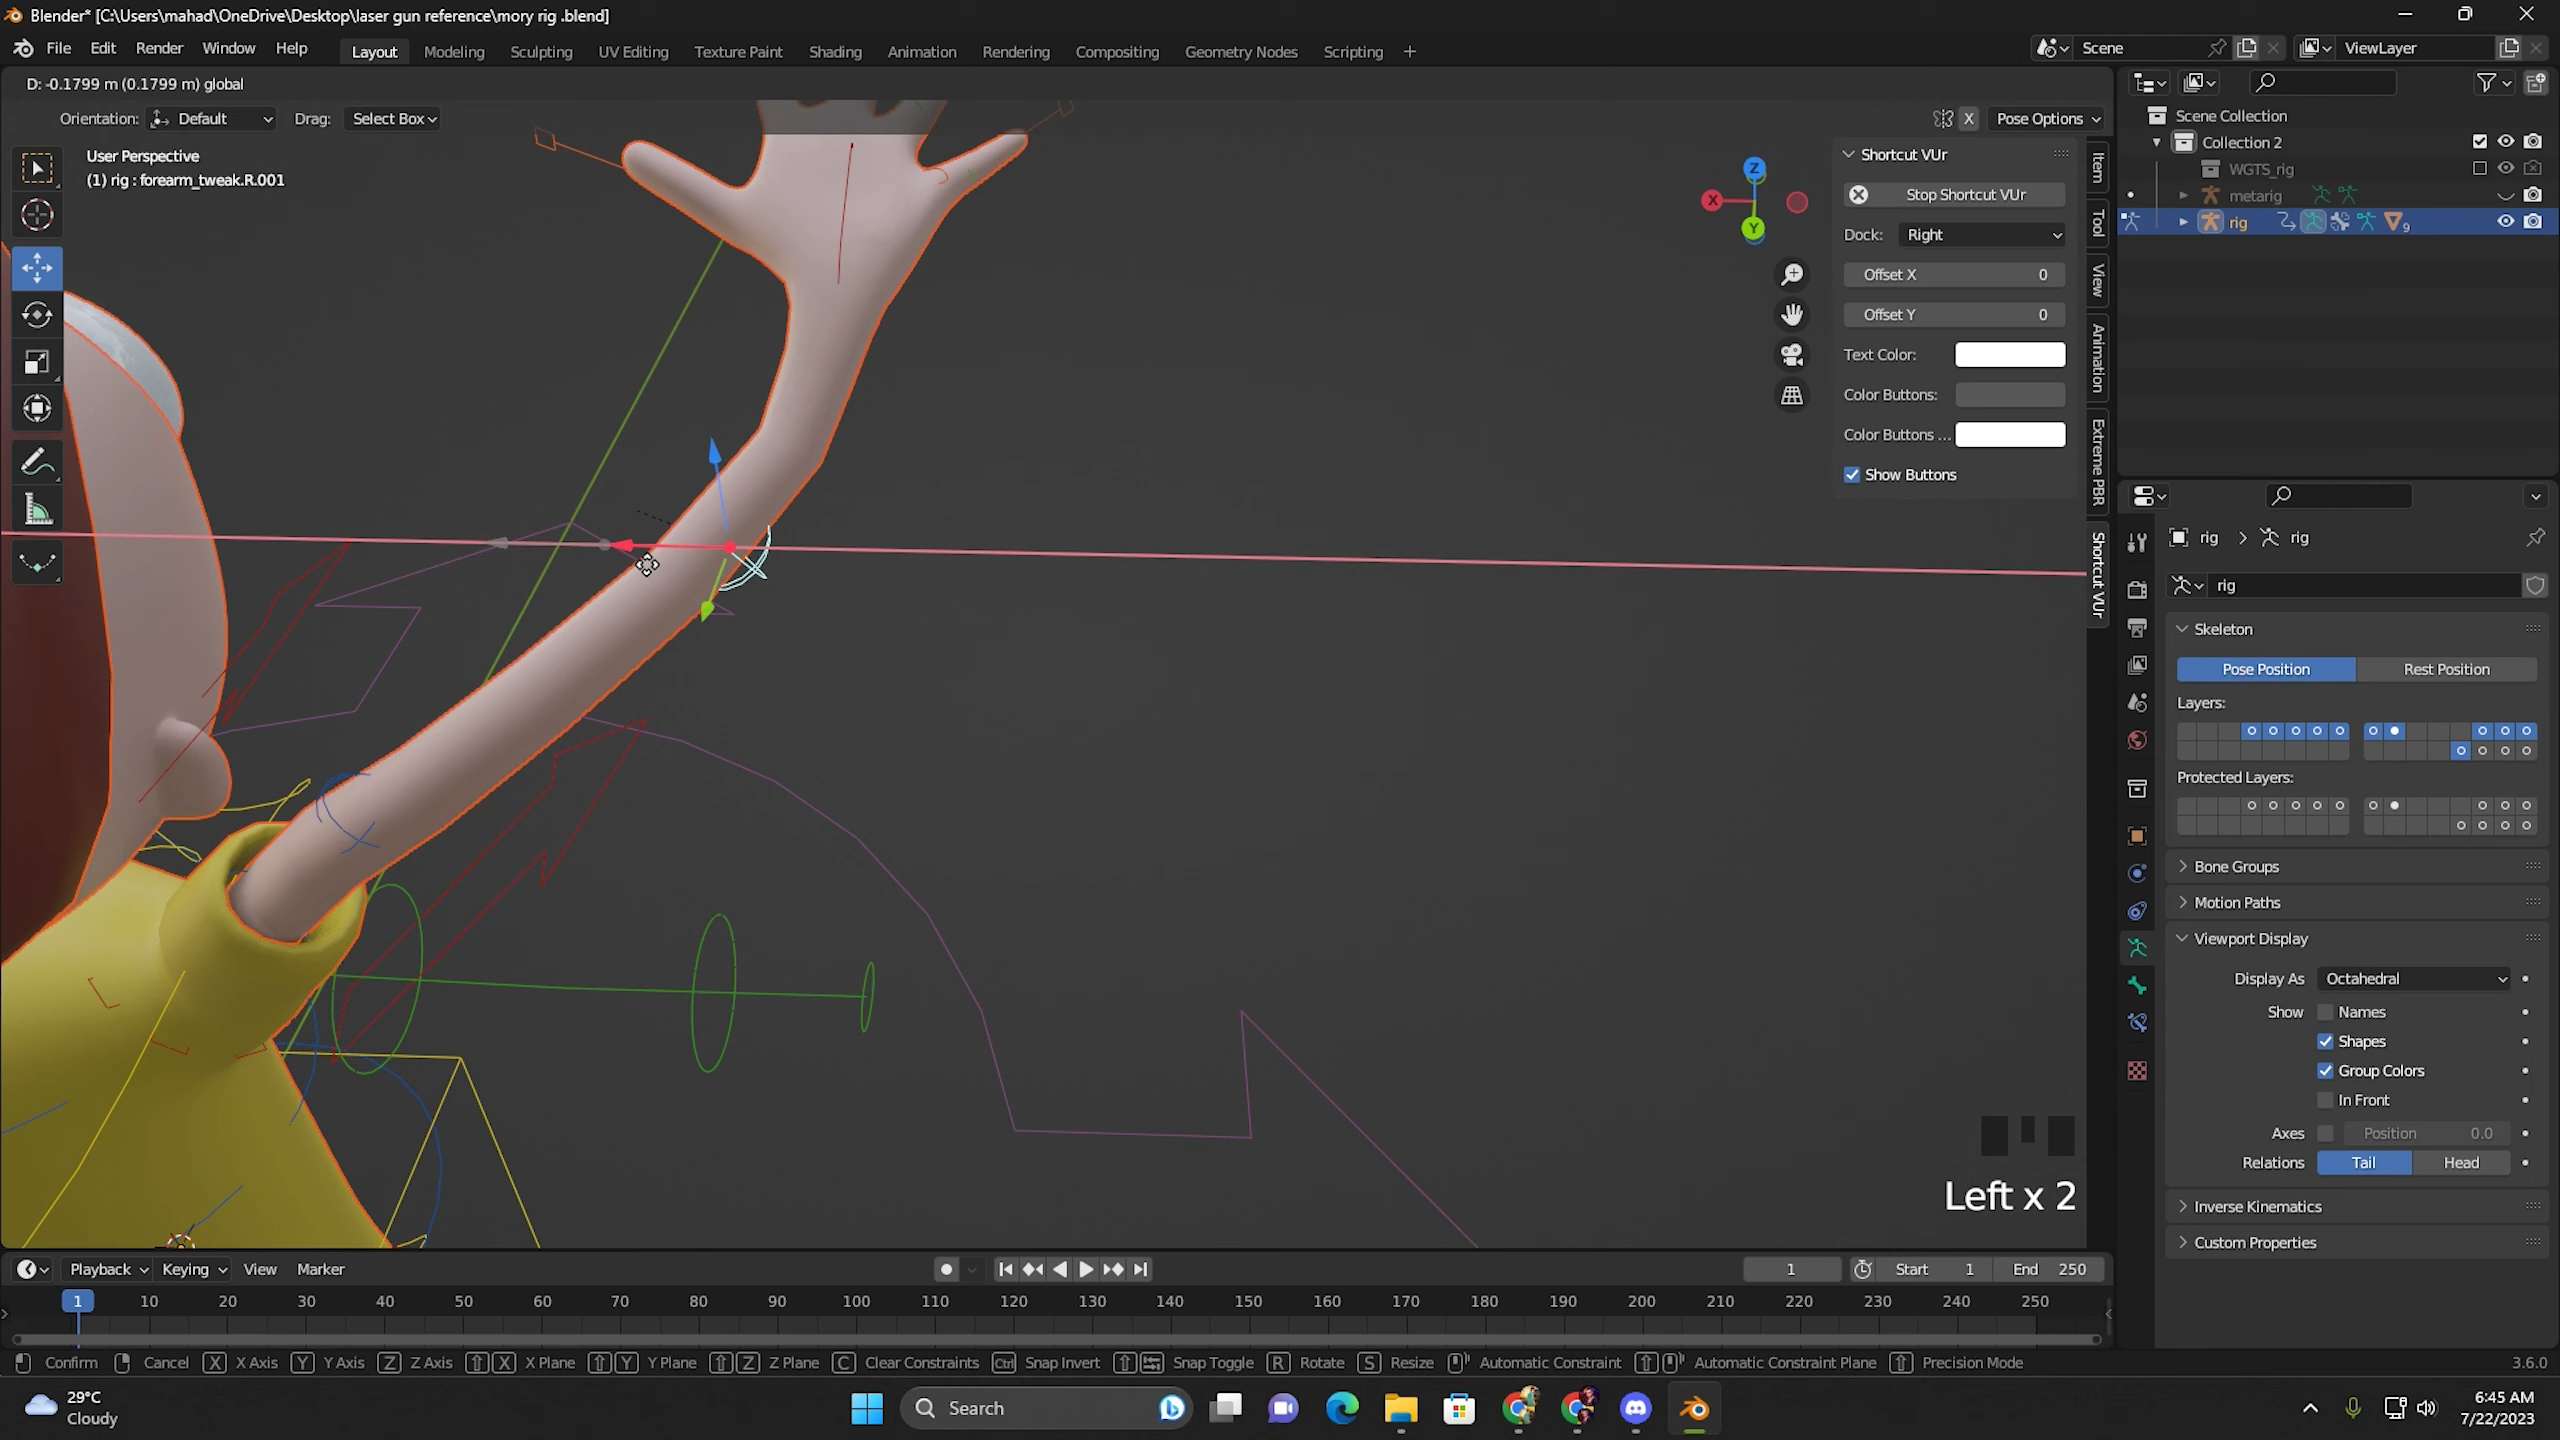 Blender* [C:\Users\mahad\OneDrive\Desktop\laser gun reference\mory rig .blend]
File Edit Render Window Help Layout Modeling Sculpting UV Editing Texture Paint Shading Animation Rendering Compositing Geometry Nodes Scripting + Scene ViewLayer
D: -0.1799 m (0.1799 m) global
Orientation: Default Drag: Select Box X Pose Options
User Perspective
(1) rig : forearm_tweak.R.001
Z
X
Y
Shortcut VUr
Stop Shortcut VUr
Dock: Right
Offset X 0
Offset Y 0
Text Color:
Color Buttons:
Color Buttons ...
Show Buttons
Item
Tool
View
Animation
Extreme PBR
Shortcut VUr
Scene Collection
Collection 2
WGTS_rig
metarig
rig 9
rig > rig
rig
Skeleton
Pose Position Rest Position
Layers:
Protected Layers:
Bone Groups
Motion Paths
Viewport Display
Display As Octahedral
Show Names
Shapes
Group Colors
In Front
Axes Position 0.0
Relations Tail Head
Inverse Kinematics
Custom Properties
Left x 2
Playback Keying View Marker 1 Start 1 End 250
1 10 20 30 40 50 60 70 80 90 100 110 120 130 140 150 160 170 180 190 200 210 220 230 240 250
Confirm Cancel X X Axis Y Y Axis Z Z Axis X X Plane Y Y Plane Z Z Plane C Clear Constraints Ctrl Snap Invert Snap Toggle R Rotate S Resize Automatic Constraint Automatic Constraint Plane Precision Mode 3.6.0
29°C
Cloudy
Search
6:45 AM
7/22/2023